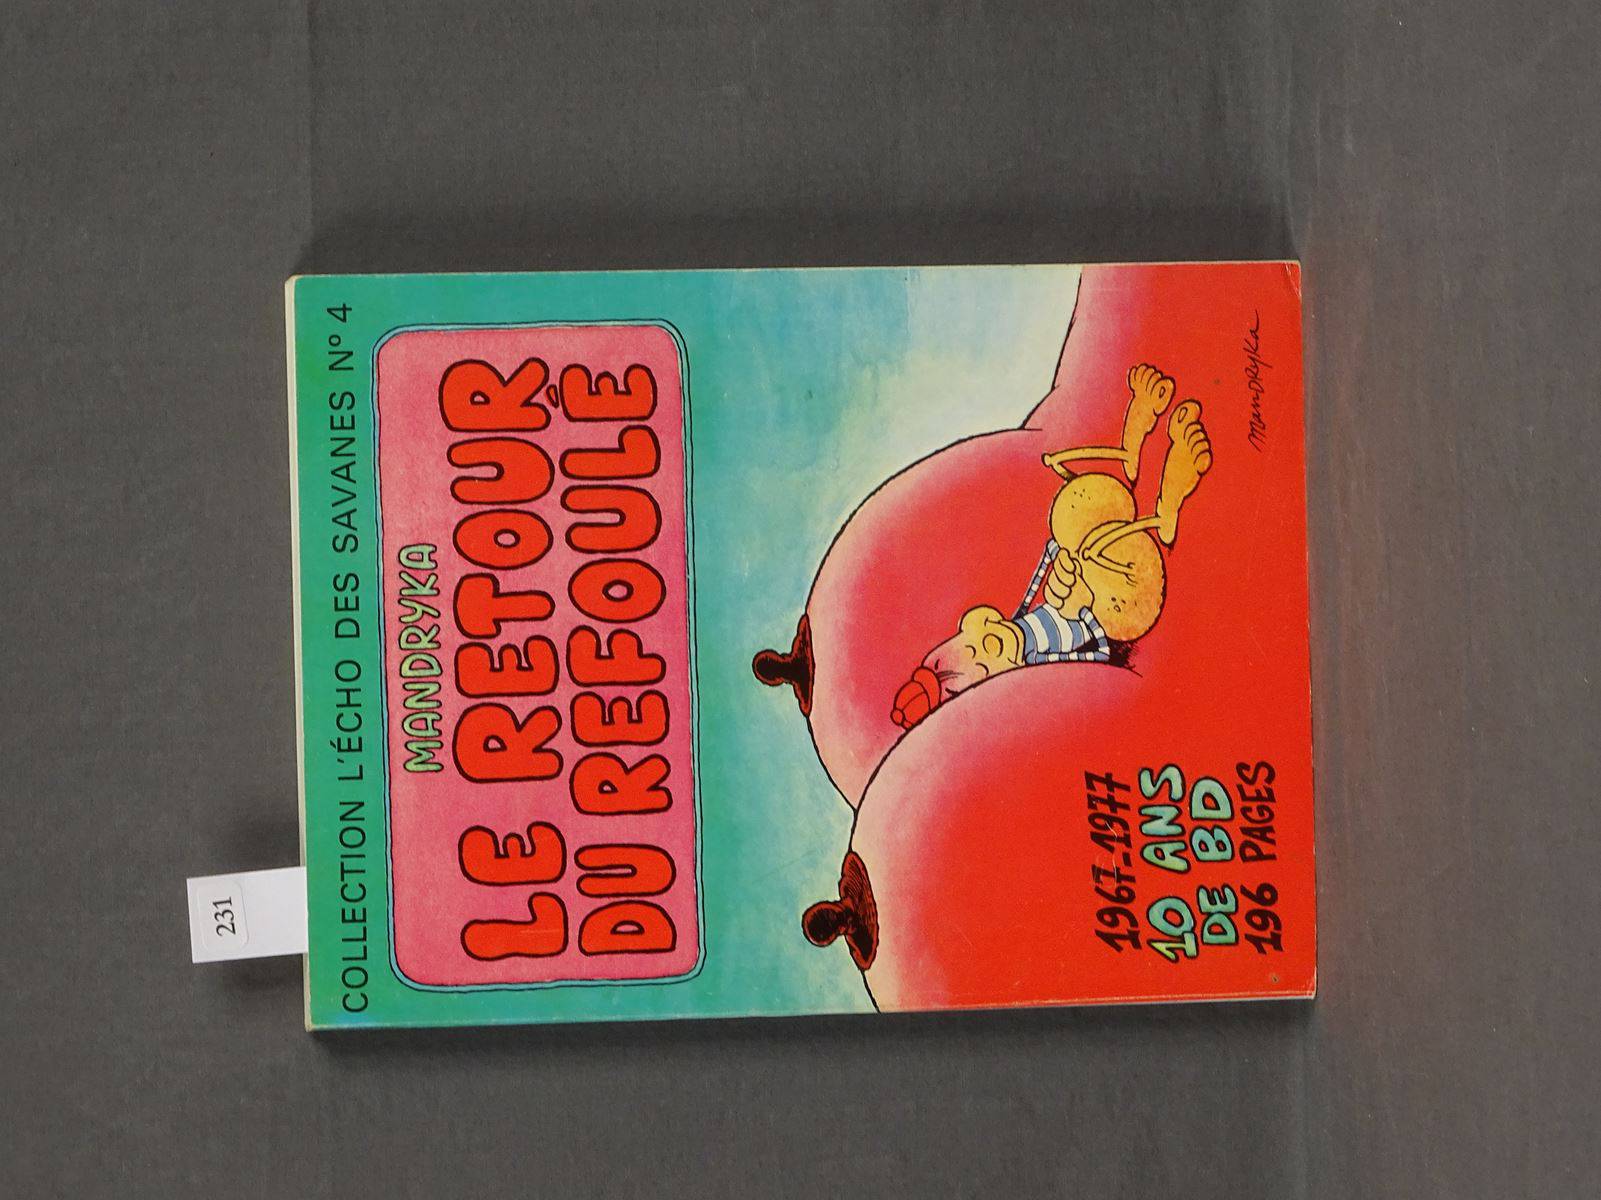 231
COLLECTION L'ÉCHO DES SAVANES N° 4
MANDRYKA
LE RETOUR
DU REFOULÉ
1967-1977
10 ANS
DE BD
196 PAGES
mandryka